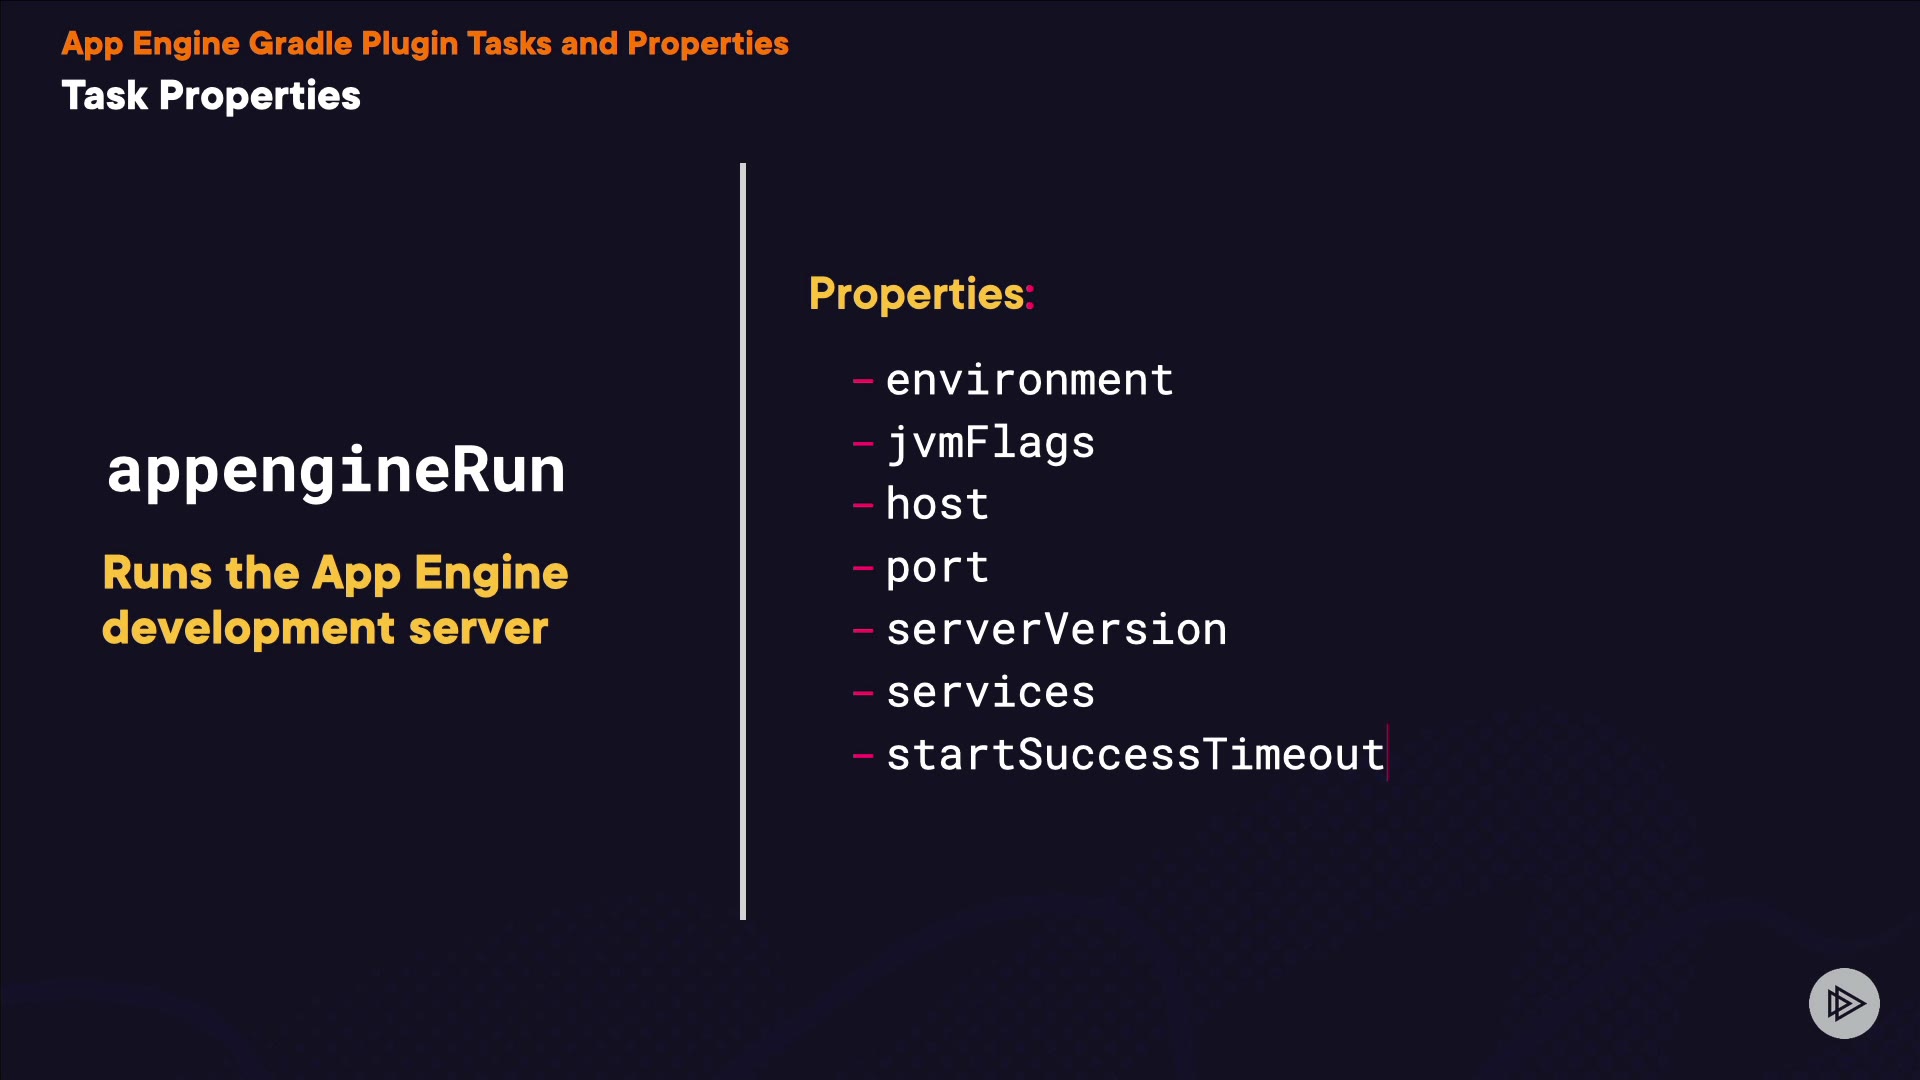 App Engine Gradle Plugin Tasks and Properties
Task Properties
appengineRun
Runs the App Engine
development server
Properties:
– environment
– jvmFlags
– host
– port
– serverVersion
– services
– startSuccessTimeout